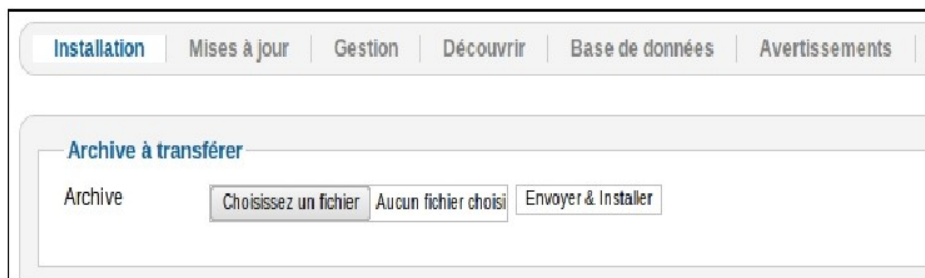 Installation Mises à jour Gestion Découvrir Base de données Avertissements
Archive à transférer
Archive Choisissez un fichier Aucun fichier choisi Envoyer & Installer